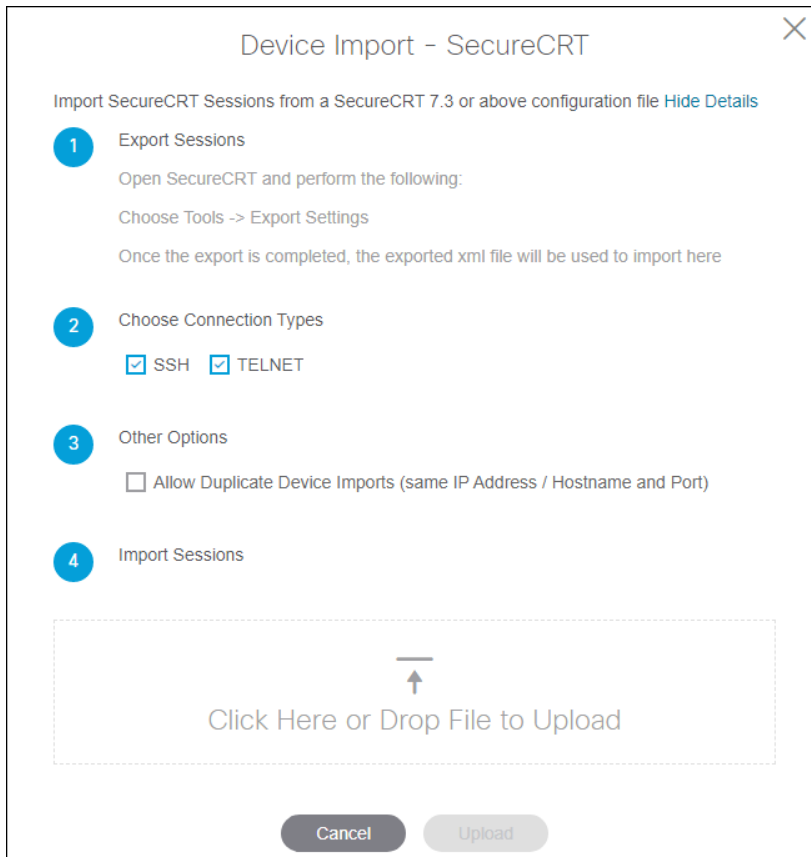 Device Import - SecureCRT
Import SecureCRT Sessions from a SecureCRT 7.3 or above configuration file Hide Details
1
Export Sessions
Open SecureCRT and perform the following:
Choose Tools -> Export Settings
Once the export is completed, the exported xml file will be used to import here
2
Choose Connection Types
SSH TELNET
3
Other Options
Allow Duplicate Device Imports (same IP Address / Hostname and Port)
4
Import Sessions
Click Here or Drop File to Upload
Cancel Upload